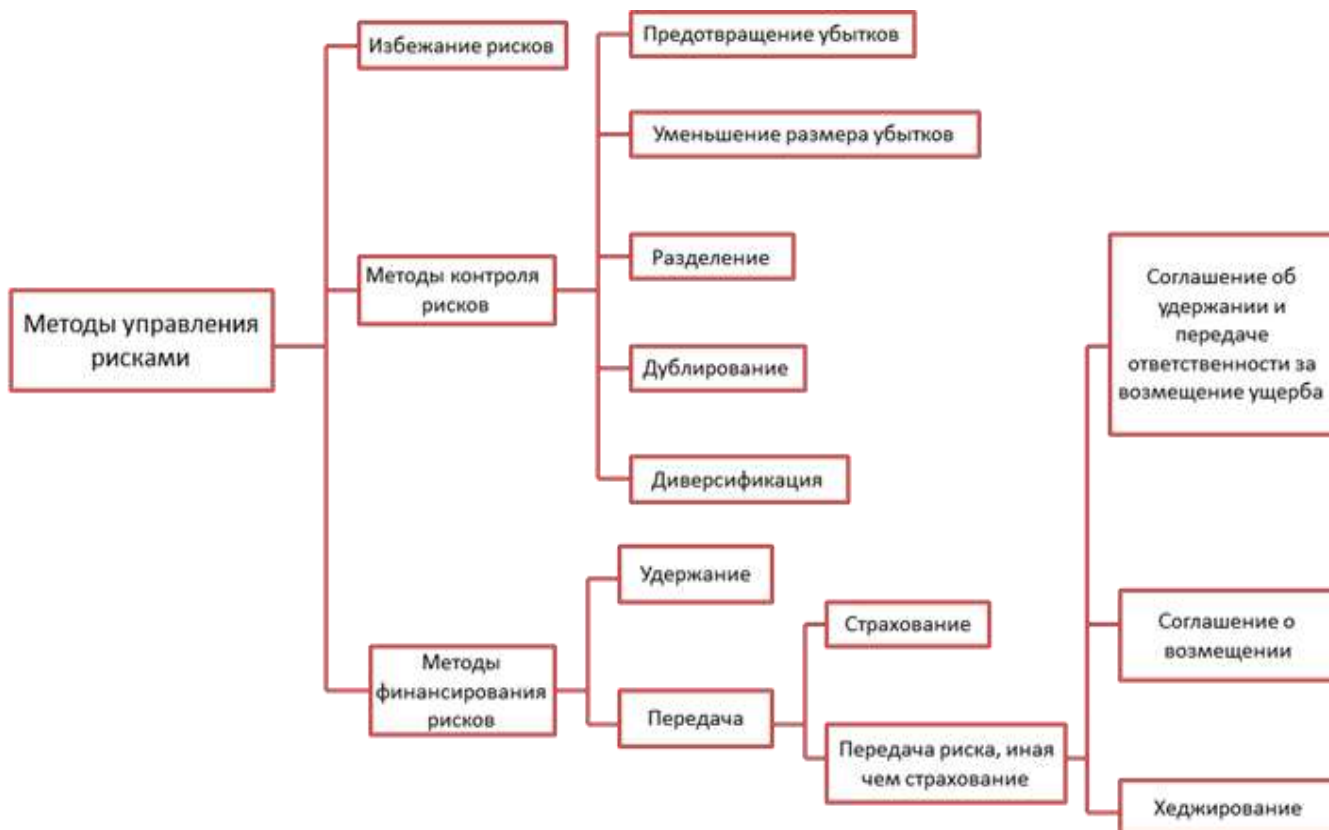 Методы управления
рисками
Избежание рисков
Методы контроля
рисков
Предотвращение убытков
Уменьшение размера убытков
Разделение
Дублирование
Диверсификация
Методы
финансирования
рисков
Удержание
Передача
Страхование
Передача риска, иная
чем страхование
Соглашение об
удержании и
передаче
ответственности за
возмещение ущерба
Соглашение о
возмещении
Хеджирование